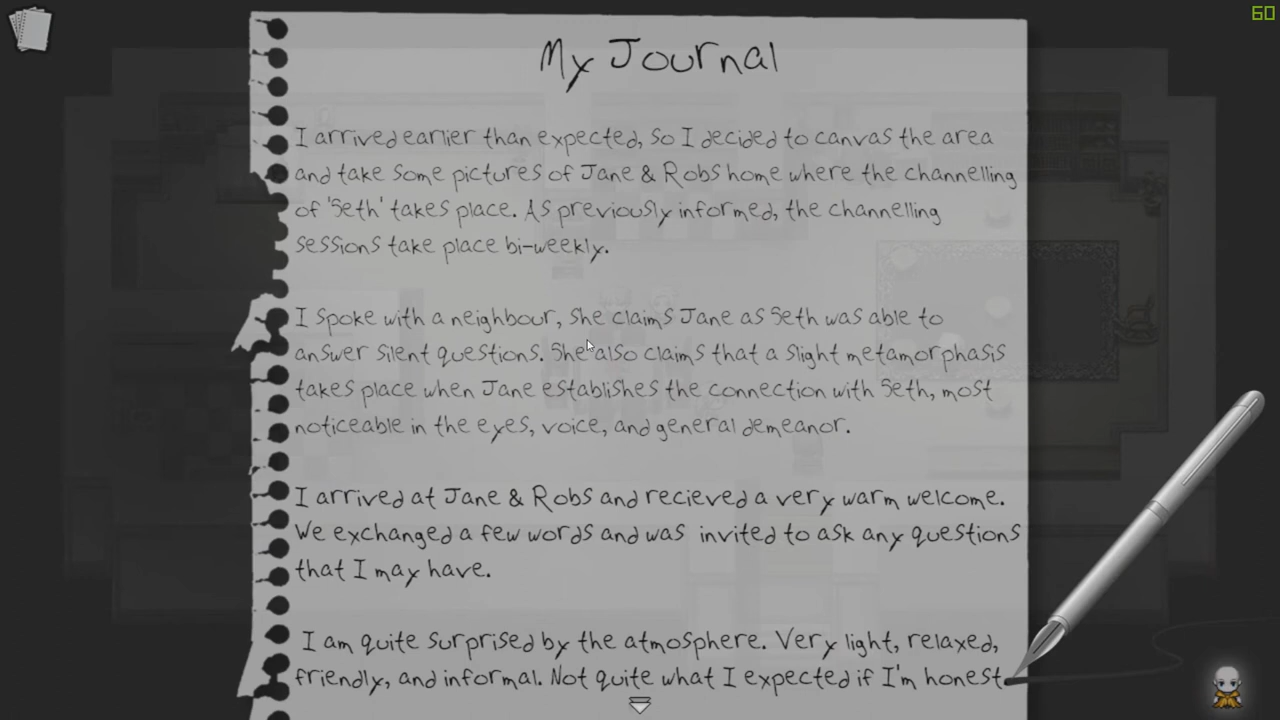 60
My Journal
I arrived earlier than expected, so I decided to canvas the area
and take some pictures of Jane & Robs home where the channelling
of 'Seth' takes place. As previously informed, the channelling
sessions take place bi-weekly.
I spoke with a neighbour, she claims Jane as Seth was able to
answer silent questions. She also claims that a slight metamorphasis
takes place when Jane establishes the connection with Seth, most
noticeable in the eyes, voice, and general demeanor.
I arrived at Jane & Robs and recieved a very warm welcome.
We exchanged a few words and was invited to ask any questions
that I may have.
I am quite surprised by the atmosphere. Very light, relaxed,
friendly, and informal. Not quite what I expected if I'm honest.